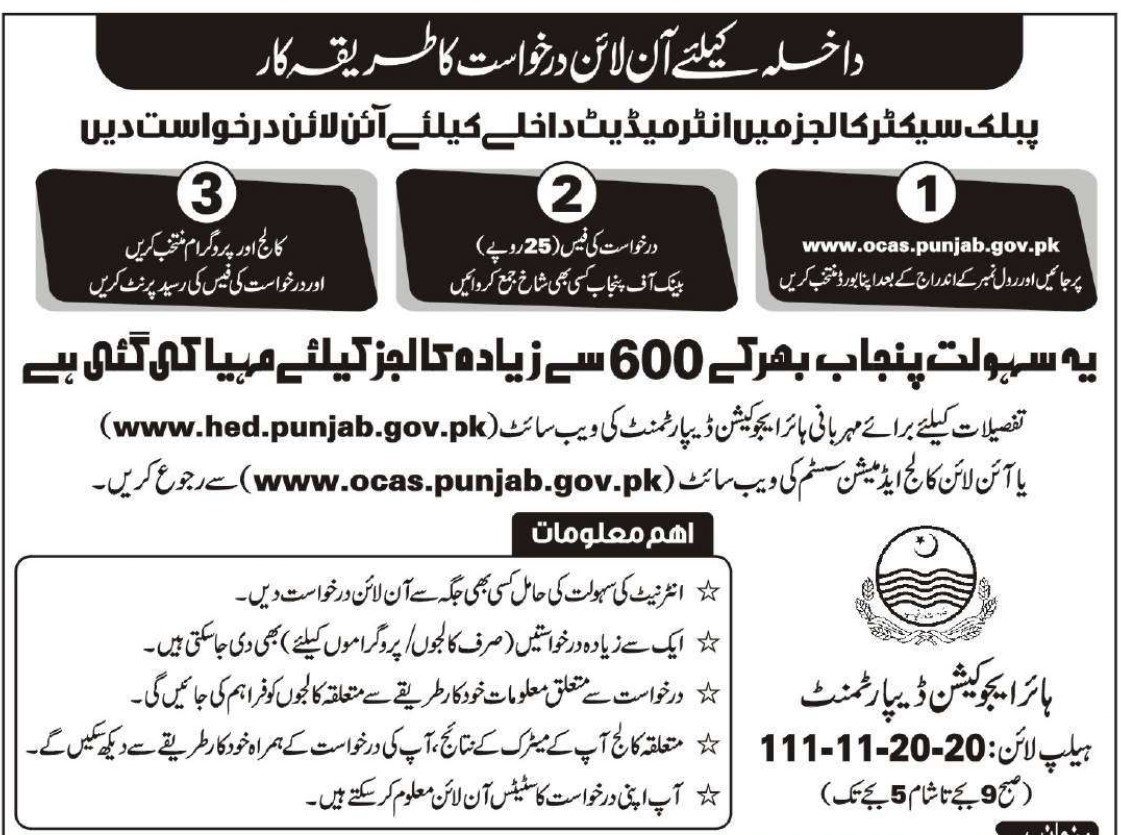 داخلہ کیلئے آن لائن درخواست کا طریقہ کار
پبلک سیکٹر کالجز میں انٹر میڈیٹ داخلے کیلئے آئن لائن درخواست دیں
1
www.ocas.punjab.gov.pk
پر جائیں اور رول نمبر کے اندراج کے بعد اپنا بورڈ منتخب کریں
2
درخواست کی فیس (25 روپے)
بینک آف پنجاب کسی بھی شاخ جمع کروائیں
3
کالج اور پروگرام منتخب کریں
اور درخواست کی فیس کی رسید پرنٹ کریں
یہ سہولت پنجاب بھر کے 600 سے زیادہ کالجز کیلئے مہیا کی گئی ہے
تفصیلات کیلئے برائے مہربانی ہائر ایجوکیشن ڈیپارٹمنٹ کی ویب سائٹ (www.hed.punjab.gov.pk)
یا آئن لائن کالج ایڈمیشن سسٹم کی ویب سائٹ (www.ocas.punjab.gov.pk) سے رجوع کریں۔
اہم معلومات
☆ انٹرنیٹ کی سہولت کی حامل کسی بھی جگہ سے آن لائن درخواست دیں۔
☆ ایک سے زیادہ درخواستیں (صرف کالجوں/ پروگراموں کیلئے) بھی دی جاسکتی ہیں۔
☆ درخواست سے متعلق معلومات خودکار طریقے سے متعلقہ کالجوں کو فراہم کی جائیں گی۔
☆ متعلقہ کالج آپ کے میٹرک کے نتائج، آپ کی درخواست کے ہمراہ خودکار طریقے سے دیکھ سکیں گے۔
☆ آپ اپنی درخواست کا سٹیٹس آن لائن معلوم کر سکتے ہیں۔
ہائر ایجوکیشن ڈیپارٹمنٹ
ہیلپ لائن: 111-11-20-20
(صبح 9 بجے تا شام 5 بجے تک)